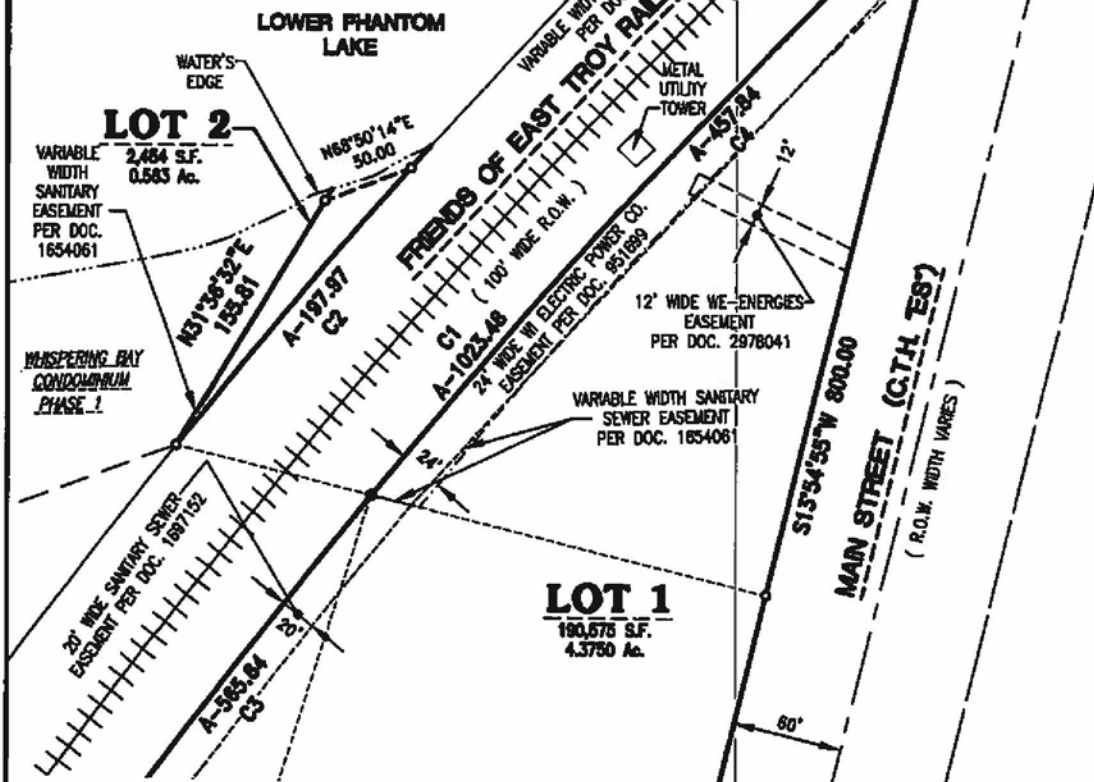 LOWER PHANTOM
LAKE
WATER'S
EDGE
LOT 2
2,464 S.F.
0.563 Ac.
VARIABLE
WIDTH
SANITARY
EASEMENT
PER DOC.
1654061
N68°50'14"E
50.00
N31°36'32"E
155.81
A-197.97
C2
WHISPERING BAY
CONDOMINIUM
PHASE 1
VARIABLE WIDT
PER DO
FRIENDS OF EAST TROY RAIL
( 100' WIDE R.O.W. )
METAL
UTILITY
TOWER
A-457.84
C4
12'
C1
A-1023.48
24' WIDE WI ELECTRIC POWER CO.
EASEMENT PER DOC. 951699
12' WIDE WE-ENERGIES
EASEMENT
PER DOC. 2978041
VARIABLE WIDTH SANITARY
SEWER EASEMENT
PER DOC. 1654061
24'
20' WIDE SANITARY SEWER
EASEMENT PER DOC. 1697152
20'
A-565.64
C3
LOT 1
190,575 S.F.
4.3750 Ac.
S13°54'55"W 800.00
MAIN STREET (C.T.H. "ES")
( R.O.W. WIDTH VARIES )
60'